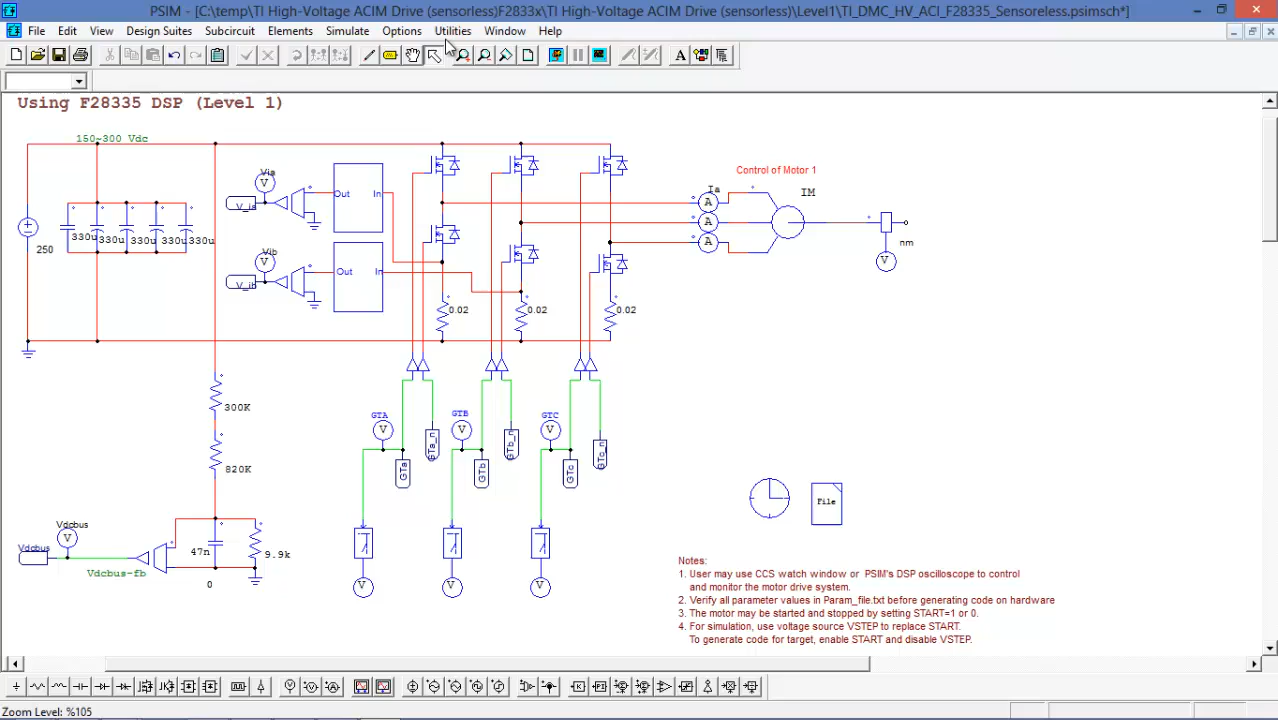 PSIM - [C:\temp\TI High-Voltage ACIM Drive (sensorless)F2833x\TI High-Voltage ACIM Drive (sensorless)\Level1\TI_DMC_HV_ACI_F28335_Sensoreless.psimsch*]
File Edit View Design Suites Subcircuit Elements Simulate Options Utilities Window Help
Using F28335 DSP (Level 1)
150~300 Vdc
Control of Motor 1
Via
V
V_ia
Out In
Ia
A
IM
330u 330u 330u 330u 330u
250
Vib
V
V_ib
Out In
A
A
nm
V
0.02 0.02 0.02
300K
GTA GTB GTC
V V V
GTa_n GTb_n GTc_n
GTa GTb GTc
820K
File
Vdcbus
V
Vdcbus
47n
9.9k
Vdcbus-fb
0
V V V
Notes:
1. User may use CCS watch window or PSIM's DSP oscilloscope to control
and monitor the motor drive system.
2. Verify all parameter values in Param_file.txt before generating code on hardware
3. The motor may be started and stopped by setting START=1 or 0.
4. For simulation, use voltage source VSTEP to replace START.
To generate code for target, enable START and disable VSTEP.
Zoom Level: %105